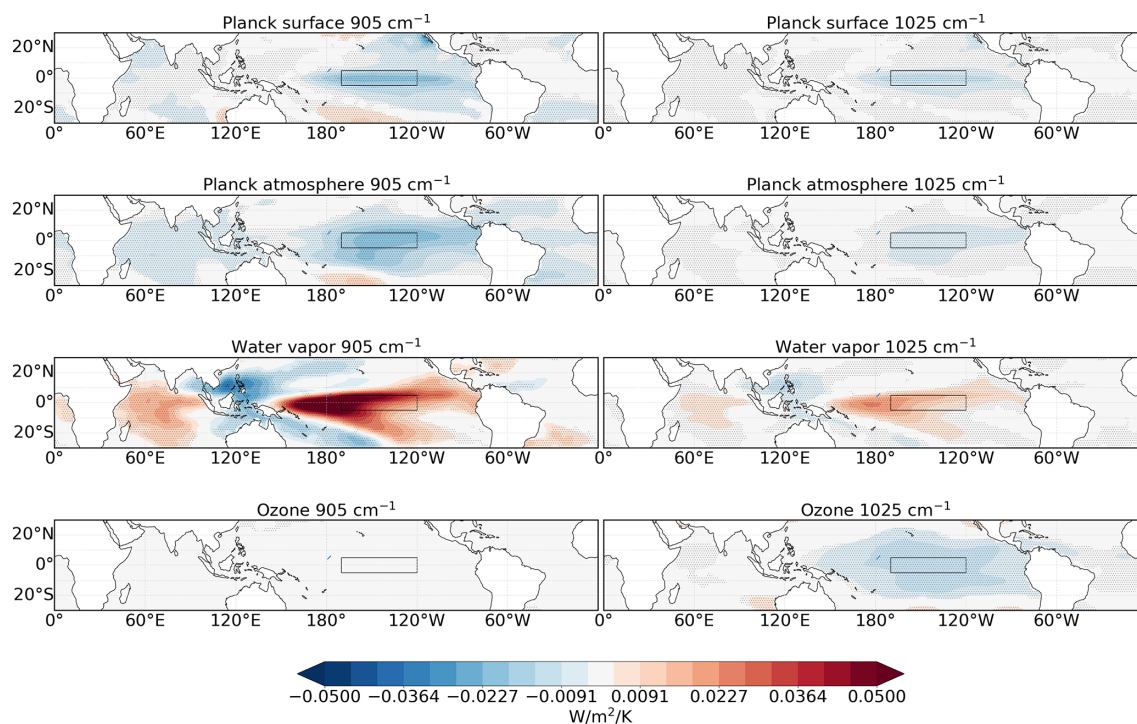 Planck surface 905 cm⁻¹ Planck surface 1025 cm⁻¹
20°N
0°
20°S
0° 60°E 120°E 180° 120°W 60°W 0° 60°E 120°E 180° 120°W 60°W
Planck atmosphere 905 cm⁻¹ Planck atmosphere 1025 cm⁻¹
20°N
0°
20°S
0° 60°E 120°E 180° 120°W 60°W 0° 60°E 120°E 180° 120°W 60°W
Water vapor 905 cm⁻¹ Water vapor 1025 cm⁻¹
20°N
0°
20°S
0° 60°E 120°E 180° 120°W 60°W 0° 60°E 120°E 180° 120°W 60°W
Ozone 905 cm⁻¹ Ozone 1025 cm⁻¹
20°N
0°
20°S
0° 60°E 120°E 180° 120°W 60°W 0° 60°E 120°E 180° 120°W 60°W
−0.0500 −0.0364 −0.0227 −0.0091 0.0091 0.0227 0.0364 0.0500
W/m²/K